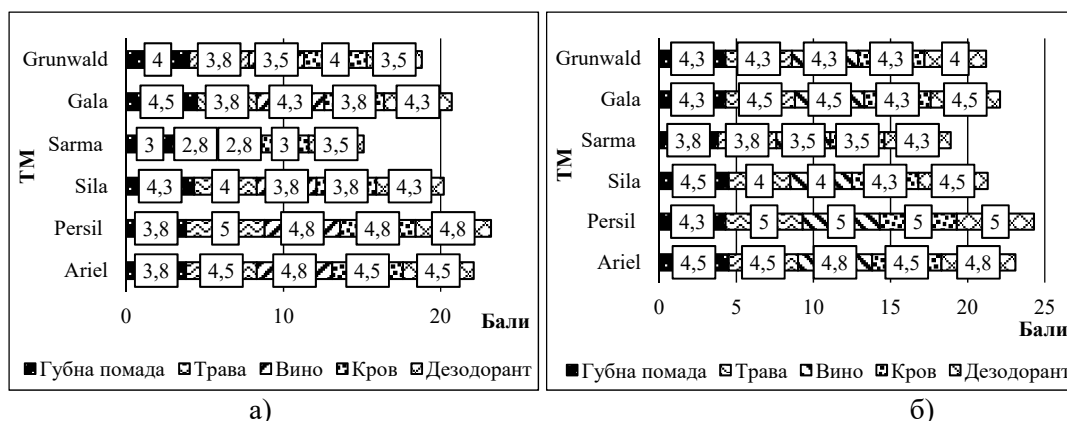 Grunwald 4 3,8 3,5 4 3,5
Gala 4,5 3,8 4,3 3,8 4,3
Sarma 3 2,8 2,8 3 3,5
Sila 4,3 4 3,8 3,8 4,3
Persil 3,8 5 4,8 4,8 4,8
Ariel 3,8 4,5 4,8 4,5 4,5
ТМ
0 10 20
Бали
Губна помада Трава Вино Кров Дезодорант
а)
Grunwald 4,3 4,3 4,3 4,3 4
Gala 4,3 4,5 4,5 4,3 4,5
Sarma 3,8 3,8 3,5 3,5 4,3
Sila 4,5 4 4 4,3 4,5
Persil 4,3 5 5 5 5
Ariel 4,5 4,5 4,8 4,5 4,8
ТМ
0 5 10 15 20 25
Бали
Губна помада Трава Вино Кров Дезодорант
б)